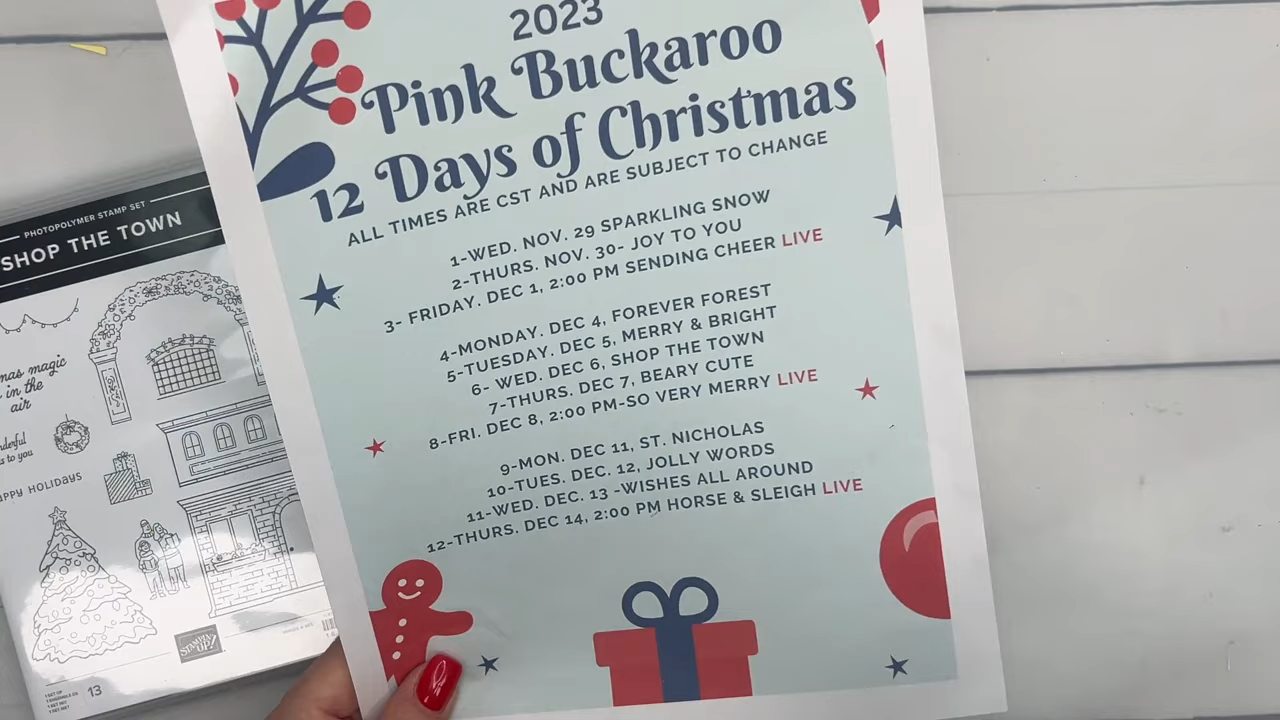 2023
Pink Buckaroo
12 Days of Christmas
ALL TIMES ARE CST AND ARE SUBJECT TO CHANGE
1-WED. NOV. 29 SPARKLING SNOW
2-THURS. NOV. 30- JOY TO YOU
3- FRIDAY. DEC 1, 2:00 PM SENDING CHEER LIVE
4-MONDAY. DEC 4, FOREVER FOREST
5-TUESDAY. DEC 5, MERRY & BRIGHT
6- WED. DEC 6, SHOP THE TOWN
7-THURS. DEC 7, BEARY CUTE
8-FRI. DEC 8, 2:00 PM-SO VERY MERRY LIVE
9-MON. DEC 11, ST. NICHOLAS
10-TUES. DEC. 12, JOLLY WORDS
11-WED. DEC. 13 -WISHES ALL AROUND
12-THURS. DEC 14, 2:00 PM HORSE & SLEIGH LIVE
PHOTOPOLYMER STAMP SET
SHOP THE TOWN
magic
in the
air
to you
HOLIDAYS
STAMPIN' UP!
13